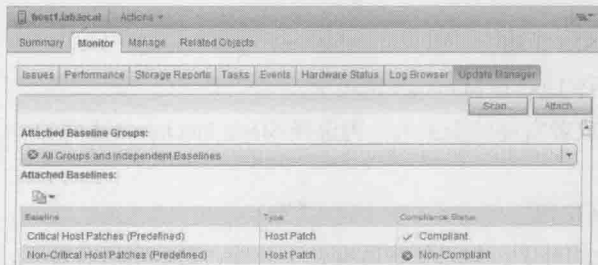 host1.lab.local Actions
Summary Monitor Manage Related Objects
Issues Performance Storage Reports Tasks Events Hardware Status Log Browser Update Manager
Scan... Attach...
Attached Baseline Groups:
All Groups and Independent Baselines
Attached Baselines:
Baseline Type Compliance Status
Critical Host Patches (Predefined) Host Patch Compliant
Non-Critical Host Patches (Predefined) Host Patch Non-Compliant